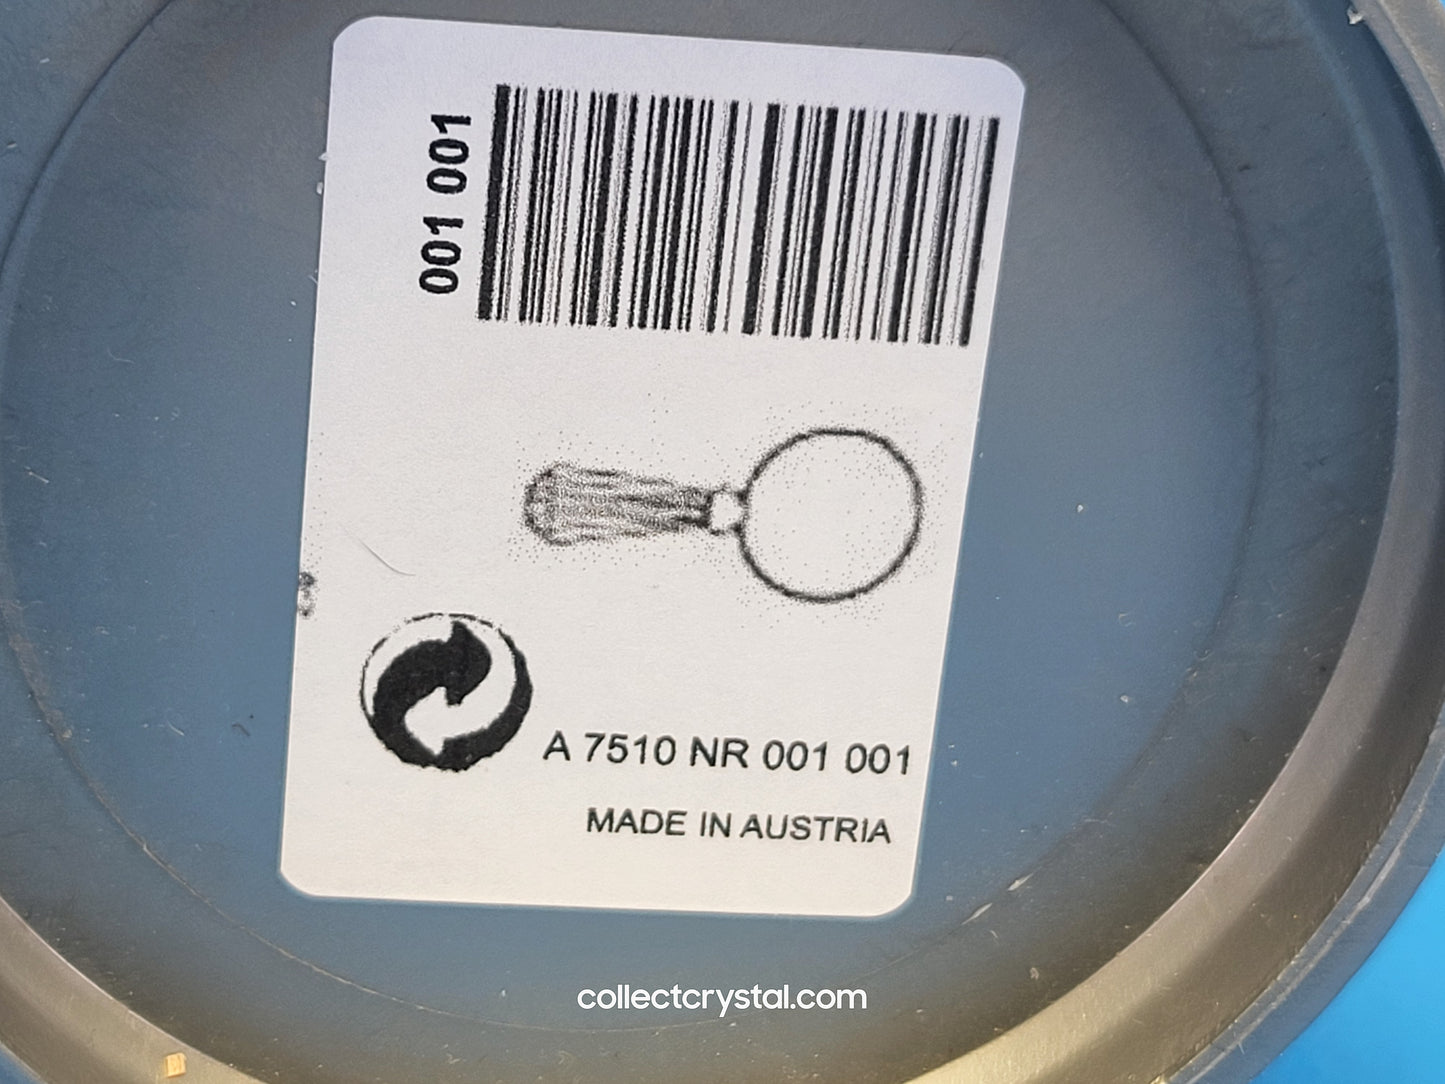 001 001
A 7510 NR 001 001
MADE IN AUSTRIA
collectcrystal.com